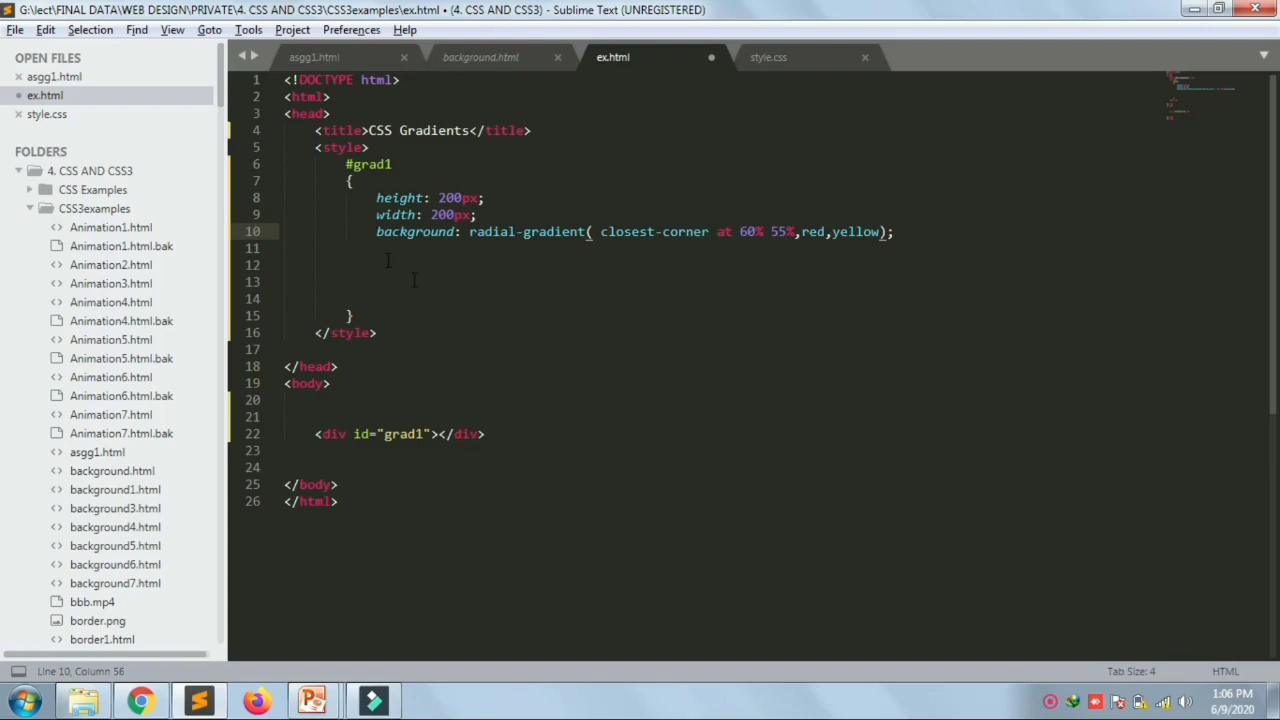 G:\lect\FINAL DATA\WEB DESIGN\PRIVATE\4. CSS AND CSS3\CSS3examples\ex.html • (4. CSS AND CSS3) - Sublime Text (UNREGISTERED)
File Edit Selection Find View Goto Tools Project Preferences Help
OPEN FILES
asgg1.html
ex.html
style.css
FOLDERS
4. CSS AND CSS3
CSS Examples
CSS3examples
Animation1.html
Animation1.html.bak
Animation2.html
Animation3.html
Animation4.html
Animation4.html.bak
Animation5.html
Animation5.html.bak
Animation6.html
Animation6.html.bak
Animation7.html
Animation7.html.bak
asgg1.html
background.html
background1.html
background3.html
background4.html
background5.html
background6.html
background7.html
bbb.mp4
border.png
border1.html
asgg1.html background.html ex.html style.css
1 <!DOCTYPE html>
2 <html>
3 <head>
4 <title>CSS Gradients</title>
5 <style>
6 #grad1
7 {
8 height: 200px;
9 width: 200px;
10 background: radial-gradient( closest-corner at 60% 55%,red,yellow);
11
12
13
14
15 }
16 </style>
17
18 </head>
19 <body>
20
21
22 <div id="grad1"></div>
23
24
25 </body>
26 </html>
Line 10, Column 56 Tab Size: 4 HTML
1:06 PM
6/9/2020